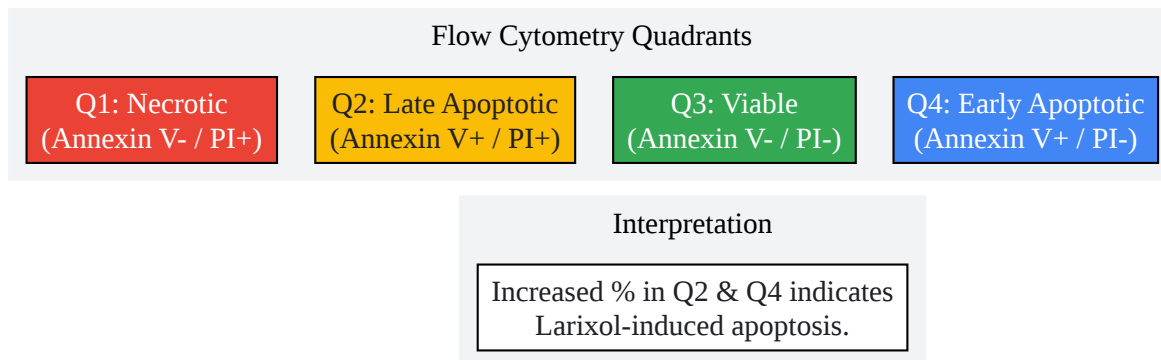 Flow Cytometry Quadrants
Q1: Necrotic
(Annexin V- / PI+)
Q2: Late Apoptotic
(Annexin V+ / PI+)
Q3: Viable
(Annexin V- / PI-)
Q4: Early Apoptotic
(Annexin V+ / PI-)
Interpretation
Increased % in Q2 & Q4 indicates
Larixol-induced apoptosis.